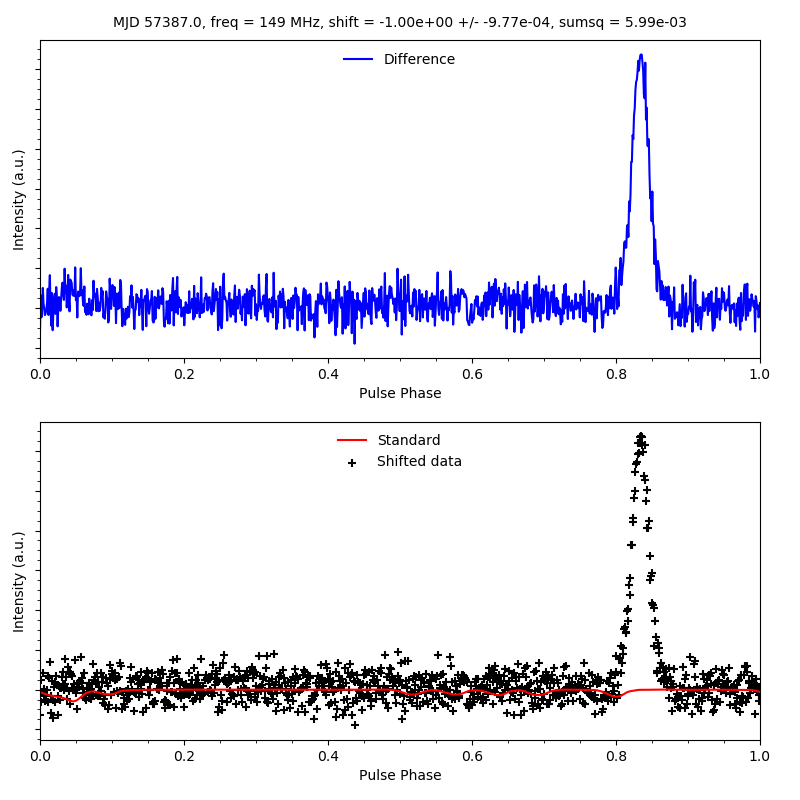 MJD 57387.0, freq = 149 MHz, shift = -1.00e+00 +/- -9.77e-04, sumsq = 5.99e-03
Difference
Intensity (a.u.)
0.0 0.2 0.4 0.6 0.8 1.0
Pulse Phase
Standard
Shifted data
Intensity (a.u.)
0.0 0.2 0.4 0.6 0.8 1.0
Pulse Phase